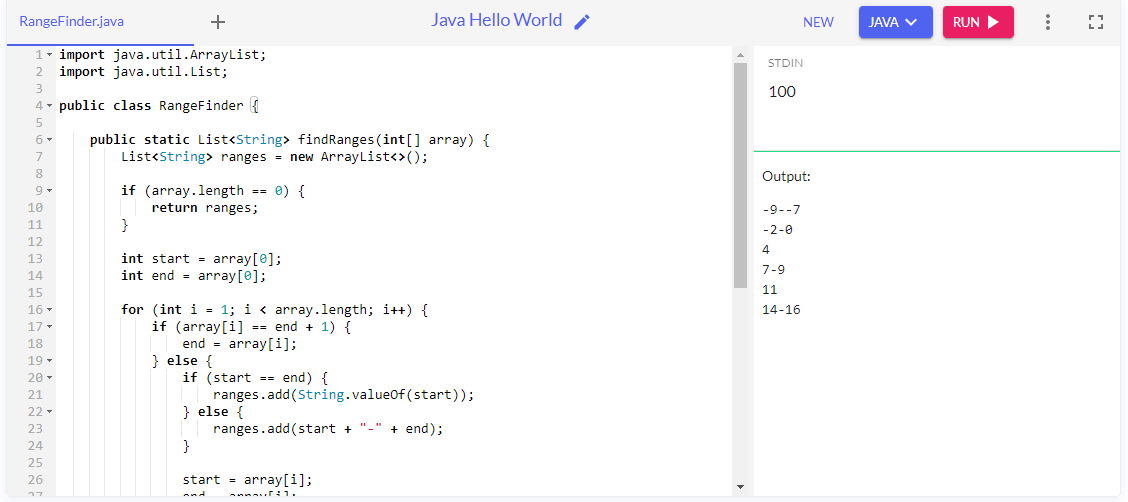 RangeFinder.java + Java Hello World NEW JAVA RUN
1 import java.util.ArrayList;
2 import java.util.List;
3
4 public class RangeFinder {
5
6     public static List<String> findRanges(int[] array) {
7         List<String> ranges = new ArrayList<>();
8
9         if (array.length == 0) {
10             return ranges;
11         }
12
13         int start = array[0];
14         int end = array[0];
15
16         for (int i = 1; i < array.length; i++) {
17             if (array[i] == end + 1) {
18                 end = array[i];
19             } else {
20                 if (start == end) {
21                     ranges.add(String.valueOf(start));
22                 } else {
23                     ranges.add(start + "-" + end);
24                 }
25
26                 start = array[i];
27                 end = array[i];
STDIN
100
Output:
-9--7
-2-0
4
7-9
11
14-16